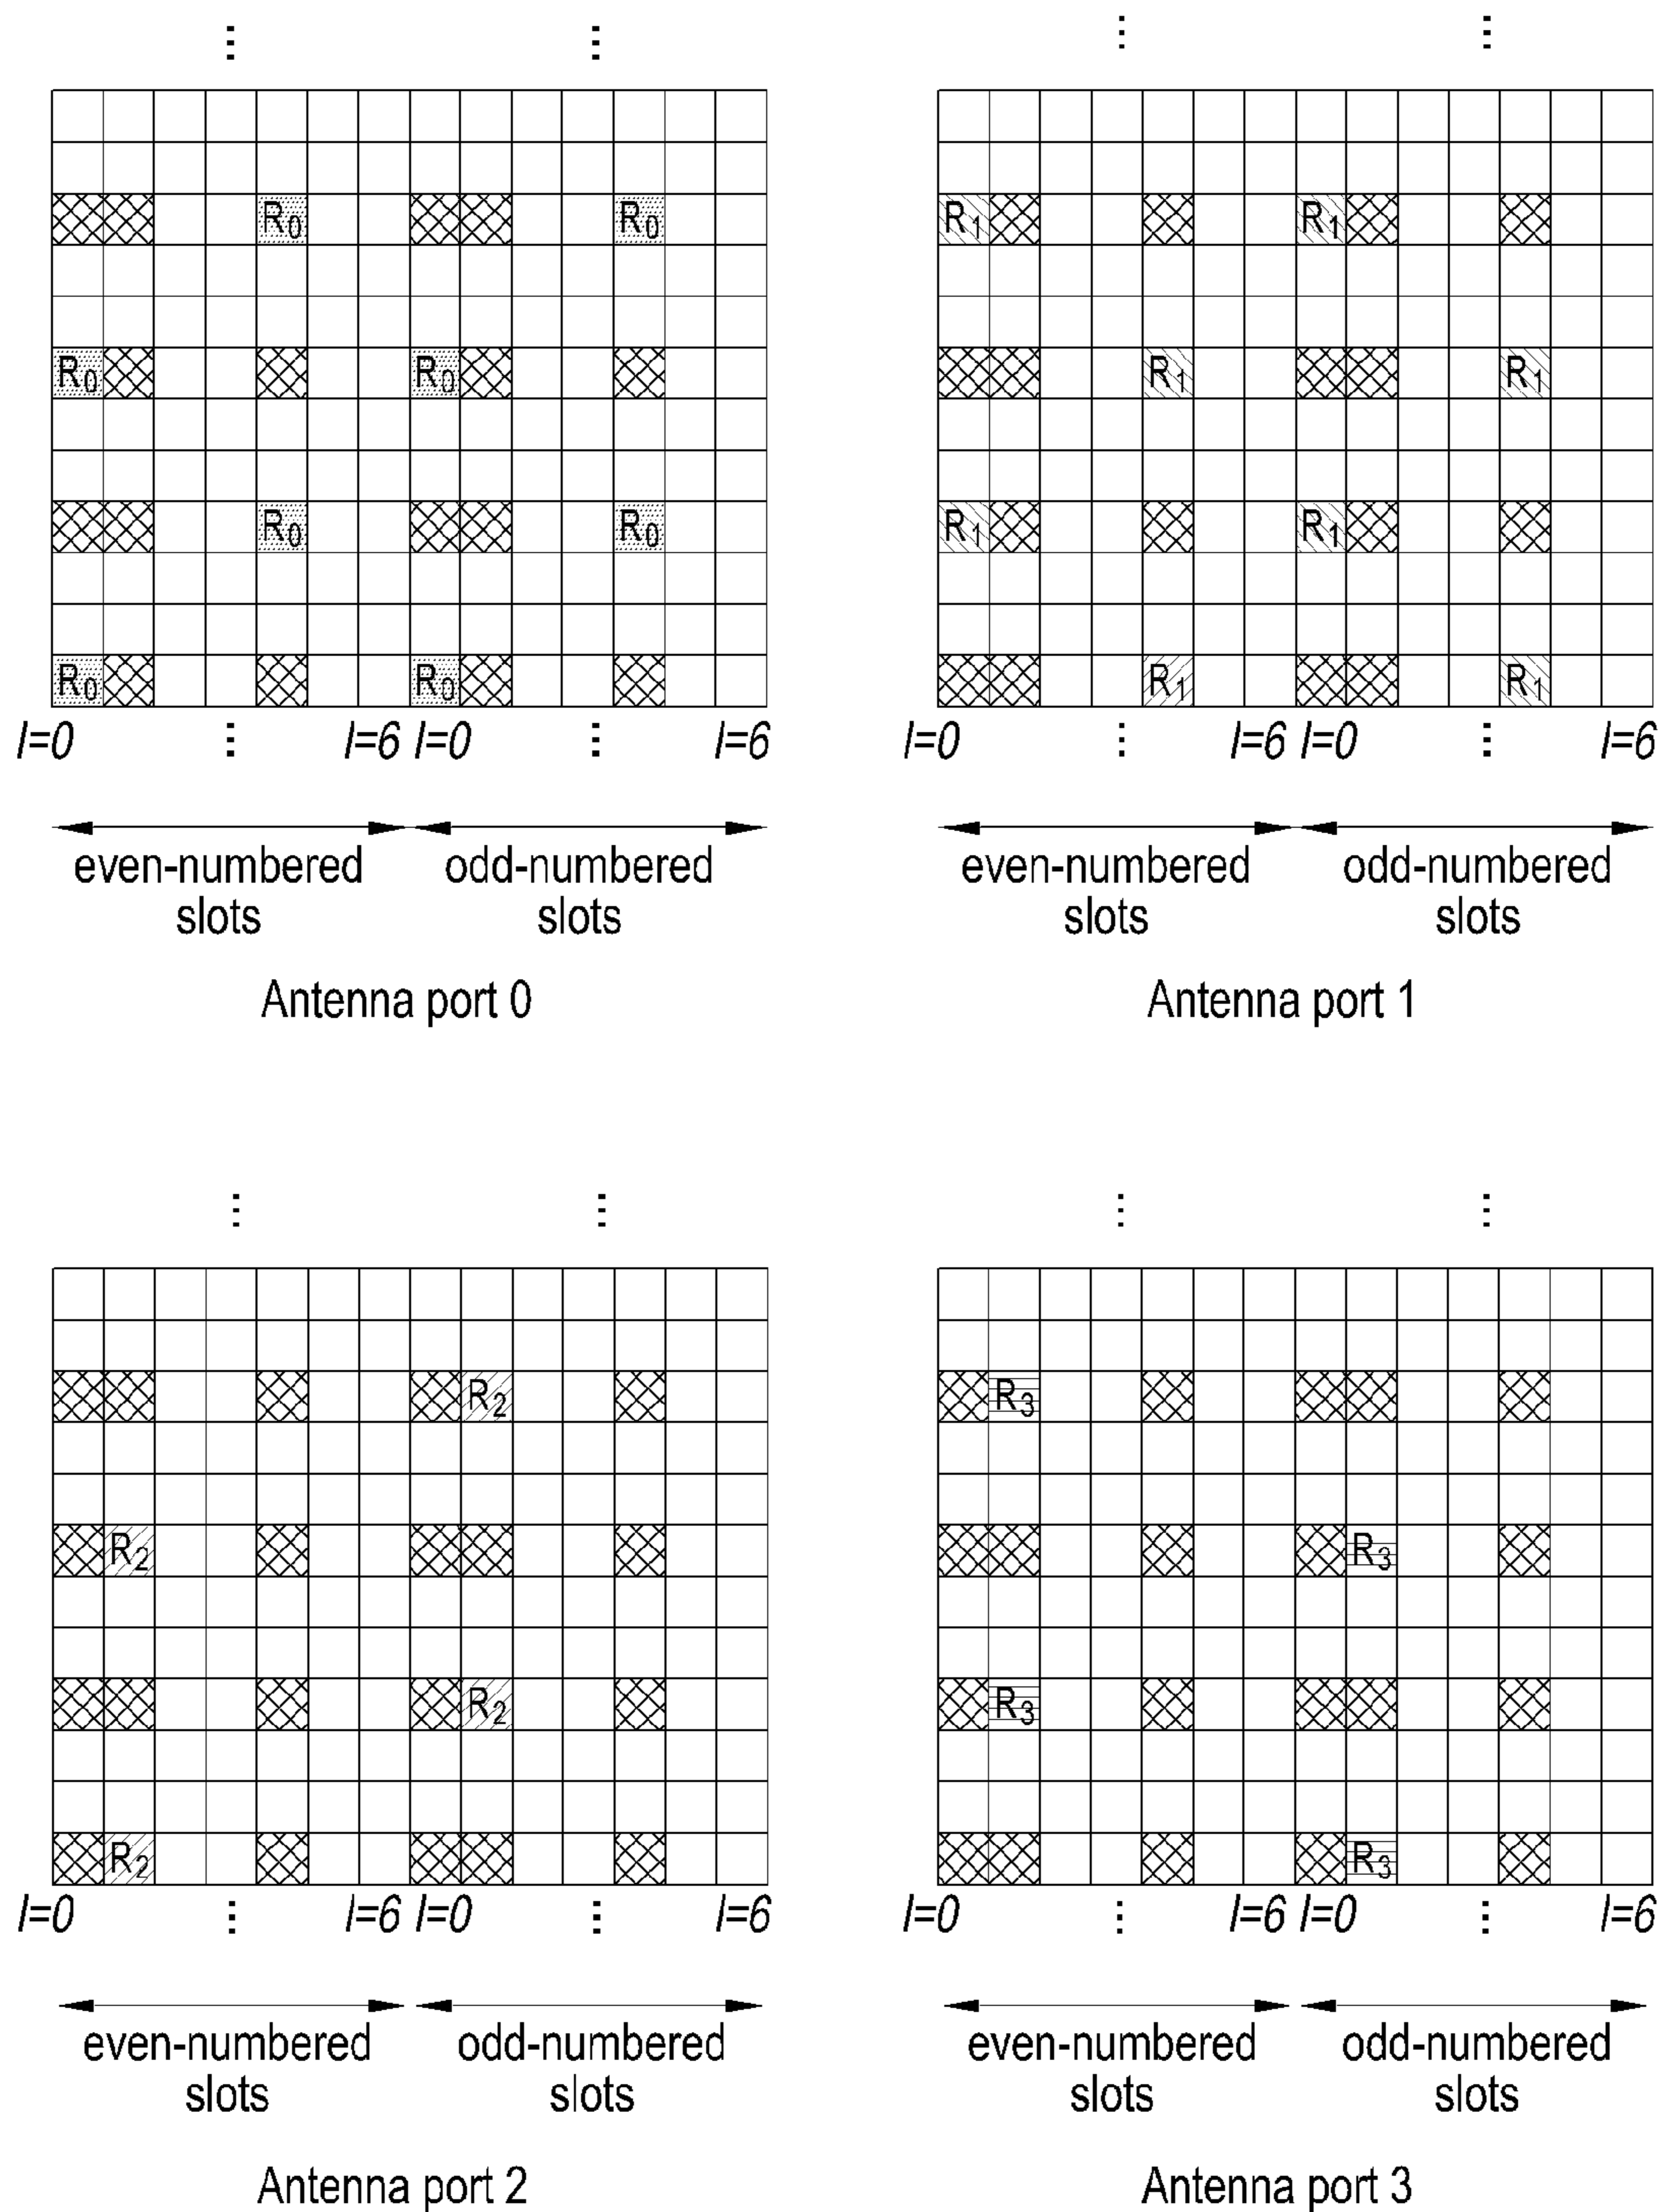 R0 R0
R0 R0
R0 R0
R0 R0
l=0 l=6 l=0 l=6
even-numbered slots
odd-numbered slots
Antenna port 0
R1 R1
R1 R1
R1 R1
R1 R1
l=0 l=6 l=0 l=6
even-numbered slots
odd-numbered slots
Antenna port 1
R2
R2
R2
R2
l=0 l=6 l=0 l=6
even-numbered slots
odd-numbered slots
Antenna port 2
R3
R3
R3
R3
l=0 l=6 l=0 l=6
even-numbered slots
odd-numbered slots
Antenna port 3